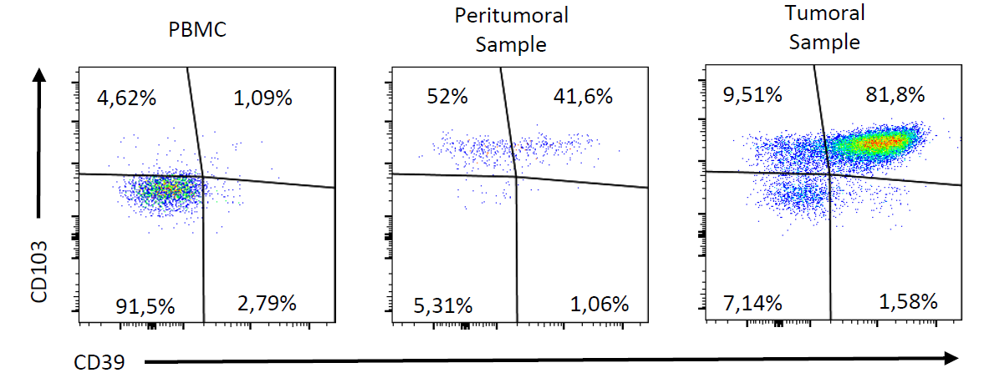 PBMC
Peritumoral
Sample
Tumoral
Sample
4,62%
1,09%
52%
41,6%
9,51%
81,8%
CD103
91,5%
2,79%
5,31%
1,06%
7,14%
1,58%
CD39